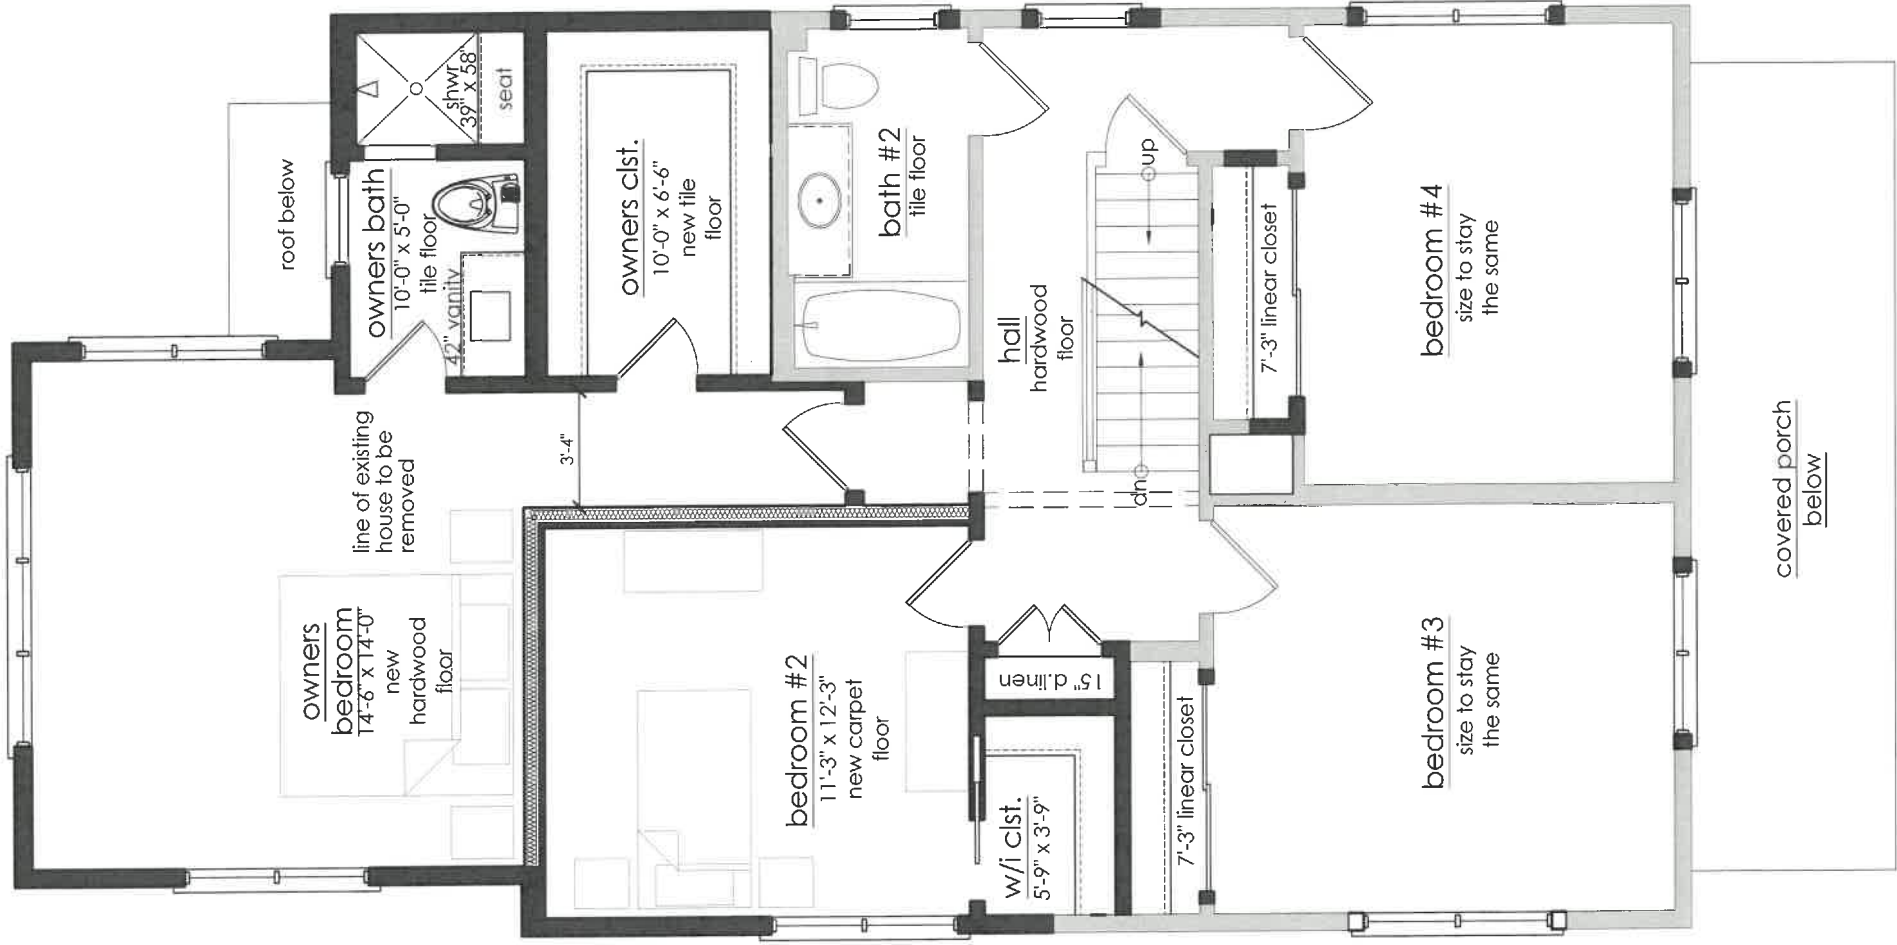 roof below
shwr
39" x 58"
seat
owners bath
10'-0" x 5'-0"
tile floor
42" vanity
owners clst.
10'-0" x 6'-6"
new tile
floor
bath #2
tile floor
hall
hardwood
floor
up
dn
7'-3" linear closet
bedroom #4
size to stay
the same
line of existing
house to be
removed
3'-4"
owners
bedroom
14'-6" x 14'-0"
new
hardwood
floor
bedroom #2
11'-3" x 12'-3"
new carpet
floor
15" d.linen
w/i clst.
5'-9" x 3'-9"
7'-3" linear closet
bedroom #3
size to stay
the same
covered porch
below